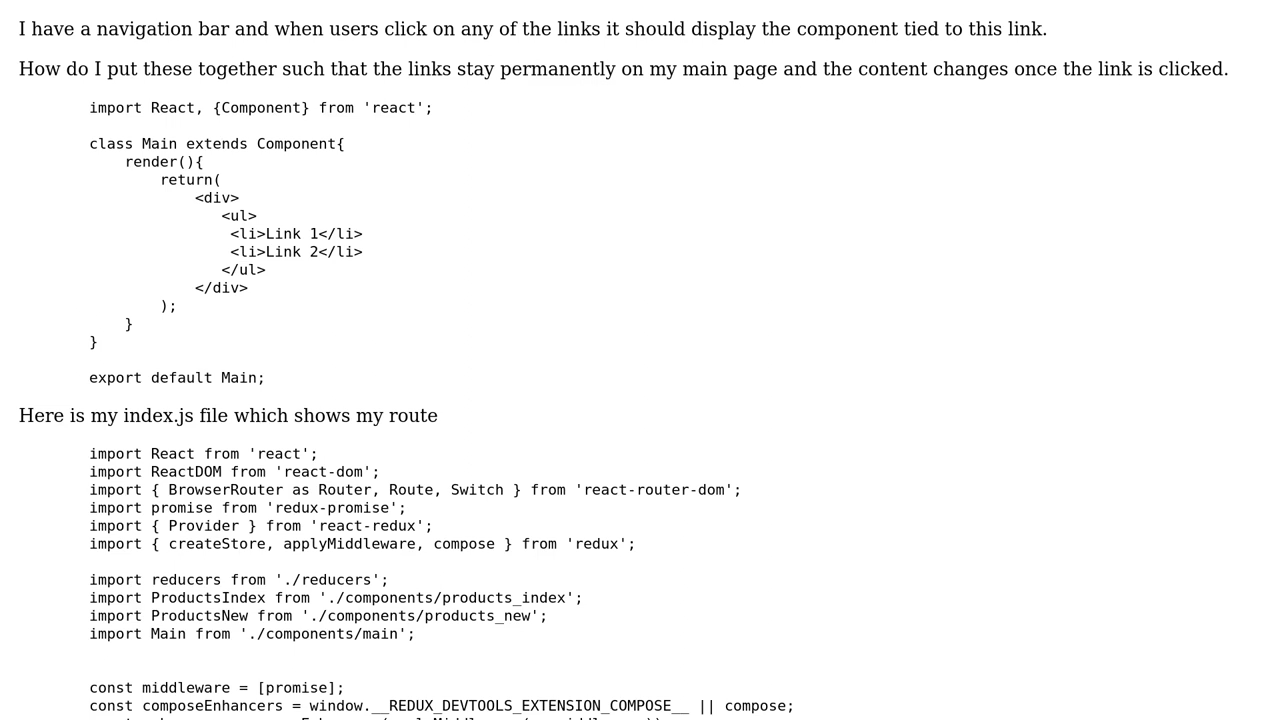 I have a navigation bar and when users click on any of the links it should display the component tied to this link.
How do I put these together such that the links stay permanently on my main page and the content changes once the link is clicked.
import React, {Component} from 'react';
class Main extends Component{
render(){
return(
<div>
<ul>
<li>Link 1</li>
<li>Link 2</li>
</ul>
</div>
);
}
}
export default Main;
Here is my index.js file which shows my route
import React from 'react';
import ReactDOM from 'react-dom';
import { BrowserRouter as Router, Route, Switch } from 'react-router-dom';
import promise from 'redux-promise';
import { Provider } from 'react-redux';
import { createStore, applyMiddleware, compose } from 'redux';
import reducers from './reducers';
import ProductsIndex from './components/products_index';
import ProductsNew from './components/products_new';
import Main from './components/main';
const middleware = [promise];
const composeEnhancers = window.__REDUX_DEVTOOLS_EXTENSION_COMPOSE__ || compose;